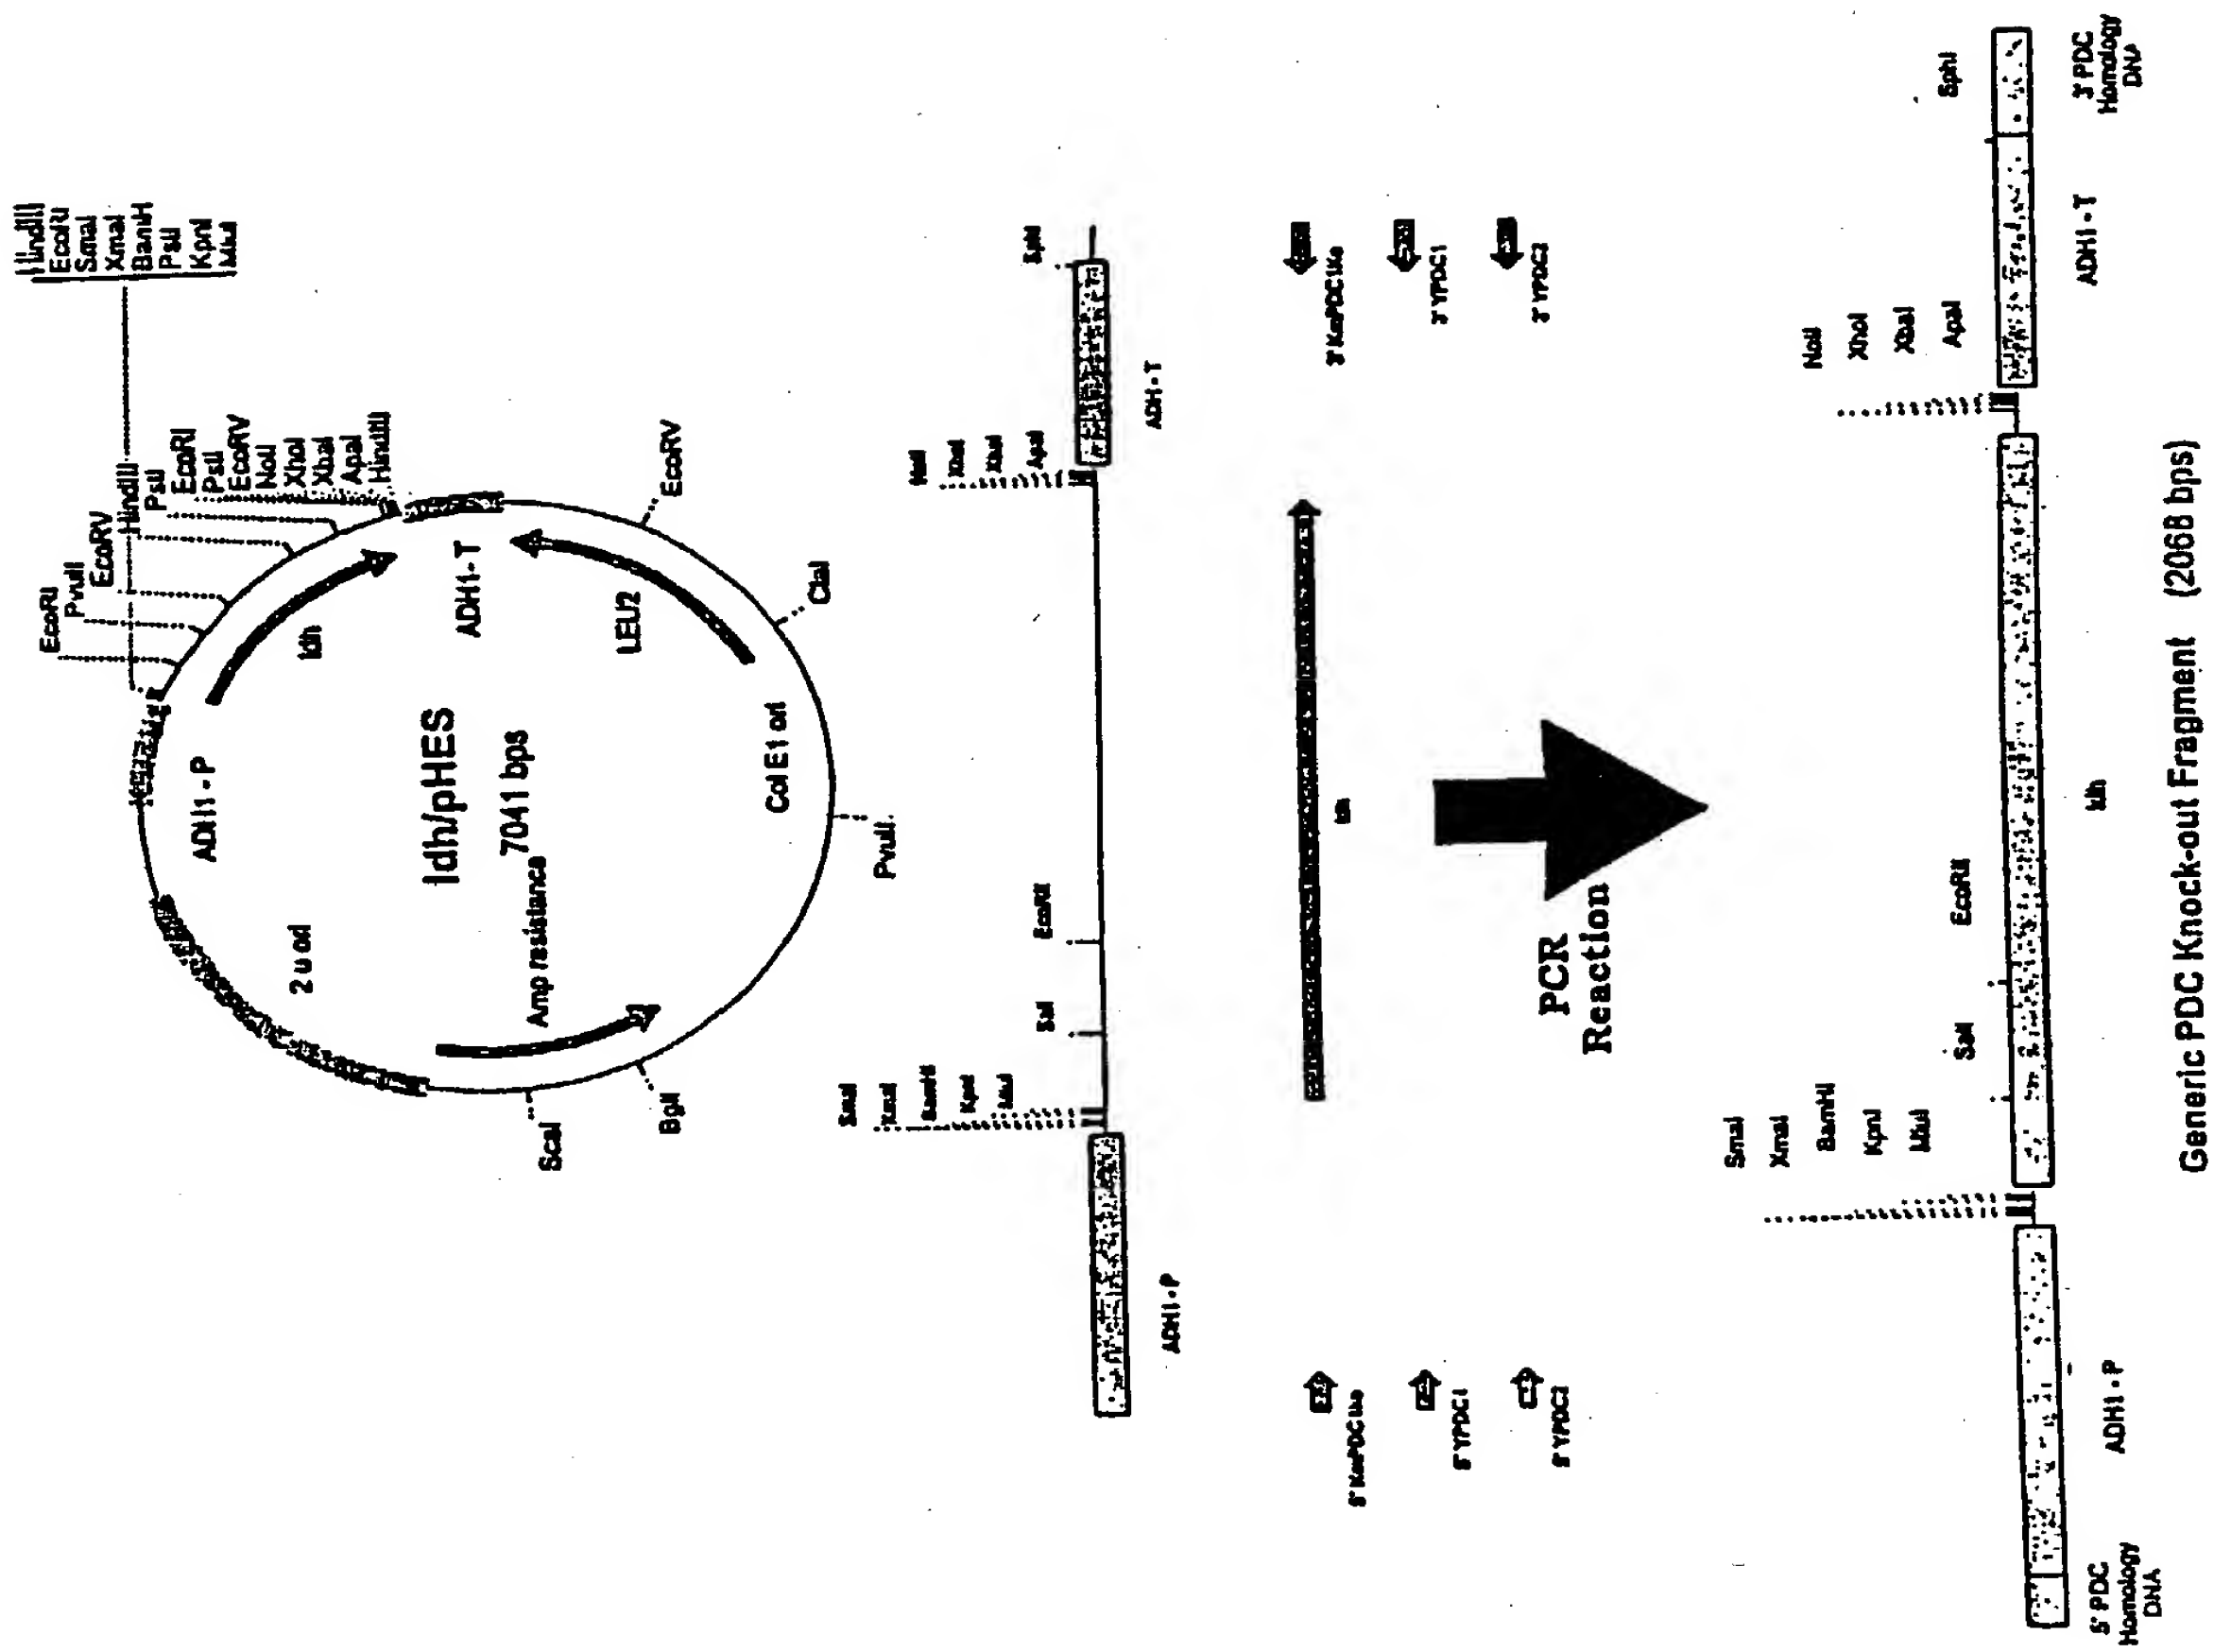 HindIII
EcoRI
SmaI
XmaI
BamH
PstI
KpnI
MluI
EcoRI
PvuII
EcoRV
HindIII
PstI
EcoRI
PstI
EcoRV
NotI
XhoI
XbaI
ApaI
HindIII
ADH1-P
ldh
2 u ori
ldh/pHES
7041 bps
ADH1-T
Amp resistance
LEU2
EcoRV
ScaI
BglI
Col E1 ori
ClaI
PvuII
SmaI
XmaI
BamHI
KpnI
MluI
SalI
EcoRII
NotI
XhoI
XbaI
ApaI
SphI
ADH1-P
ADH1-T
ldh
3' YPDC1
5' YPDC1
3' YPDC2
5' YPDC2
PCR
Reaction
SmaI
XmaI
BamHI
KpnI
MluI
SalI
EcoRII
NotI
XhoI
XbaI
ApaI
SphI
5' PDC
Homology
DNA
ADH1-P
ldh
ADH1-T
3' PDC
Homology
DNA
Generic PDC Knock-out Fragment (2068 bps)